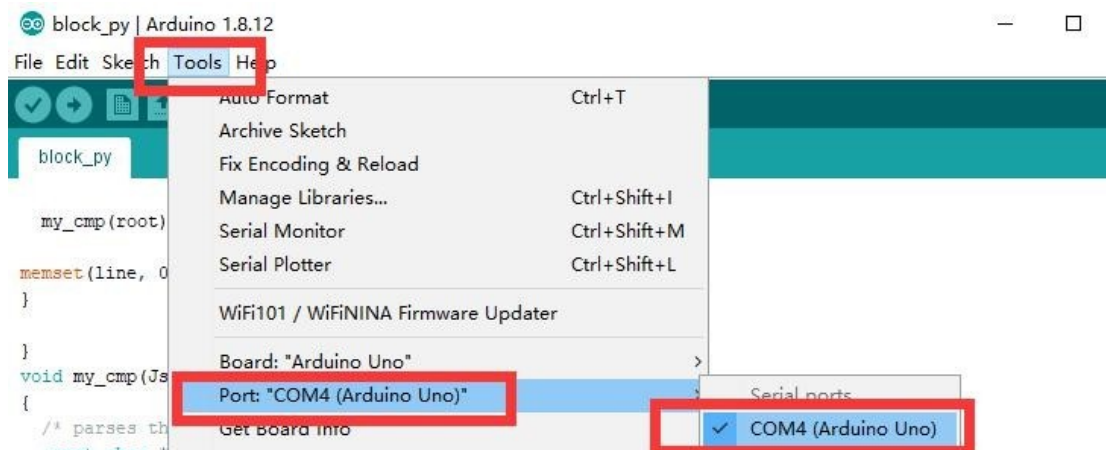 block_py | Arduino 1.8.12
File Edit Sketch Tools Help
block_py
Auto Format Ctrl+T
Archive Sketch
Fix Encoding & Reload
Manage Libraries... Ctrl+Shift+I
Serial Monitor Ctrl+Shift+M
Serial Plotter Ctrl+Shift+L
WiFi101 / WiFiNINA Firmware Updater
Board: "Arduino Uno"
Port: "COM4 (Arduino Uno)"
Get Board Info
Serial ports
COM4 (Arduino Uno)
my_cmp(root)
memset(line, 0
}
}
void my_cmp(Js
{
/* parses th